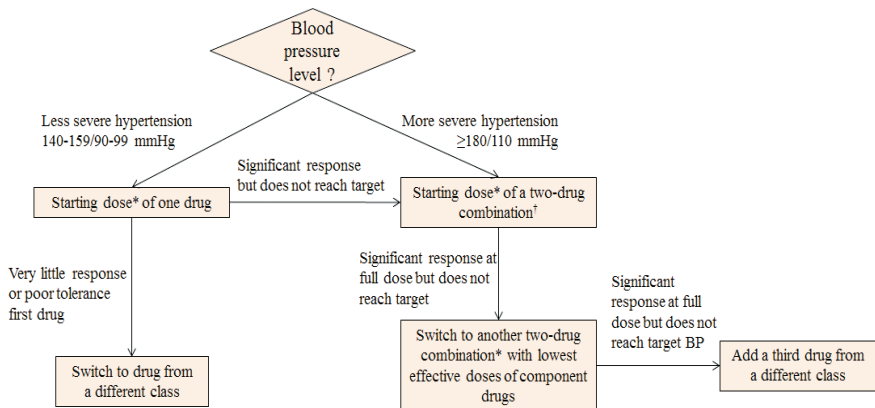 Blood
pressure
level ?
Less severe hypertension
140-159/90-99 mmHg
More severe hypertension
≥180/110 mmHg
Significant response
but does not reach target
Starting dose* of one drug
Starting dose* of a two-drug
combination†
Very little response
or poor tolerance
first drug
Significant response at
full dose but does not
reach target
Significant
response at full
dose but does not
reach target BP
Switch to drug from
a different class
Switch to another two-drug
combination* with lowest
effective doses of component
drugs
Add a third drug from
a different class